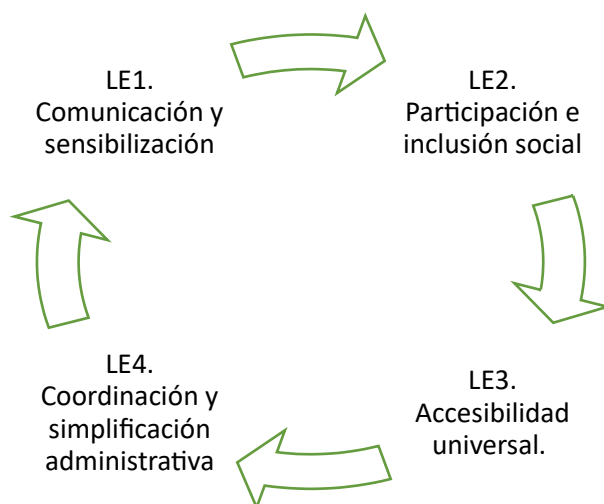 LE1.
Comunicación y
sensibilización
LE2.
Participación e
inclusión social
LE3.
Accesibilidad
universal.
LE4.
Coordinación y
simplificación
administrativa